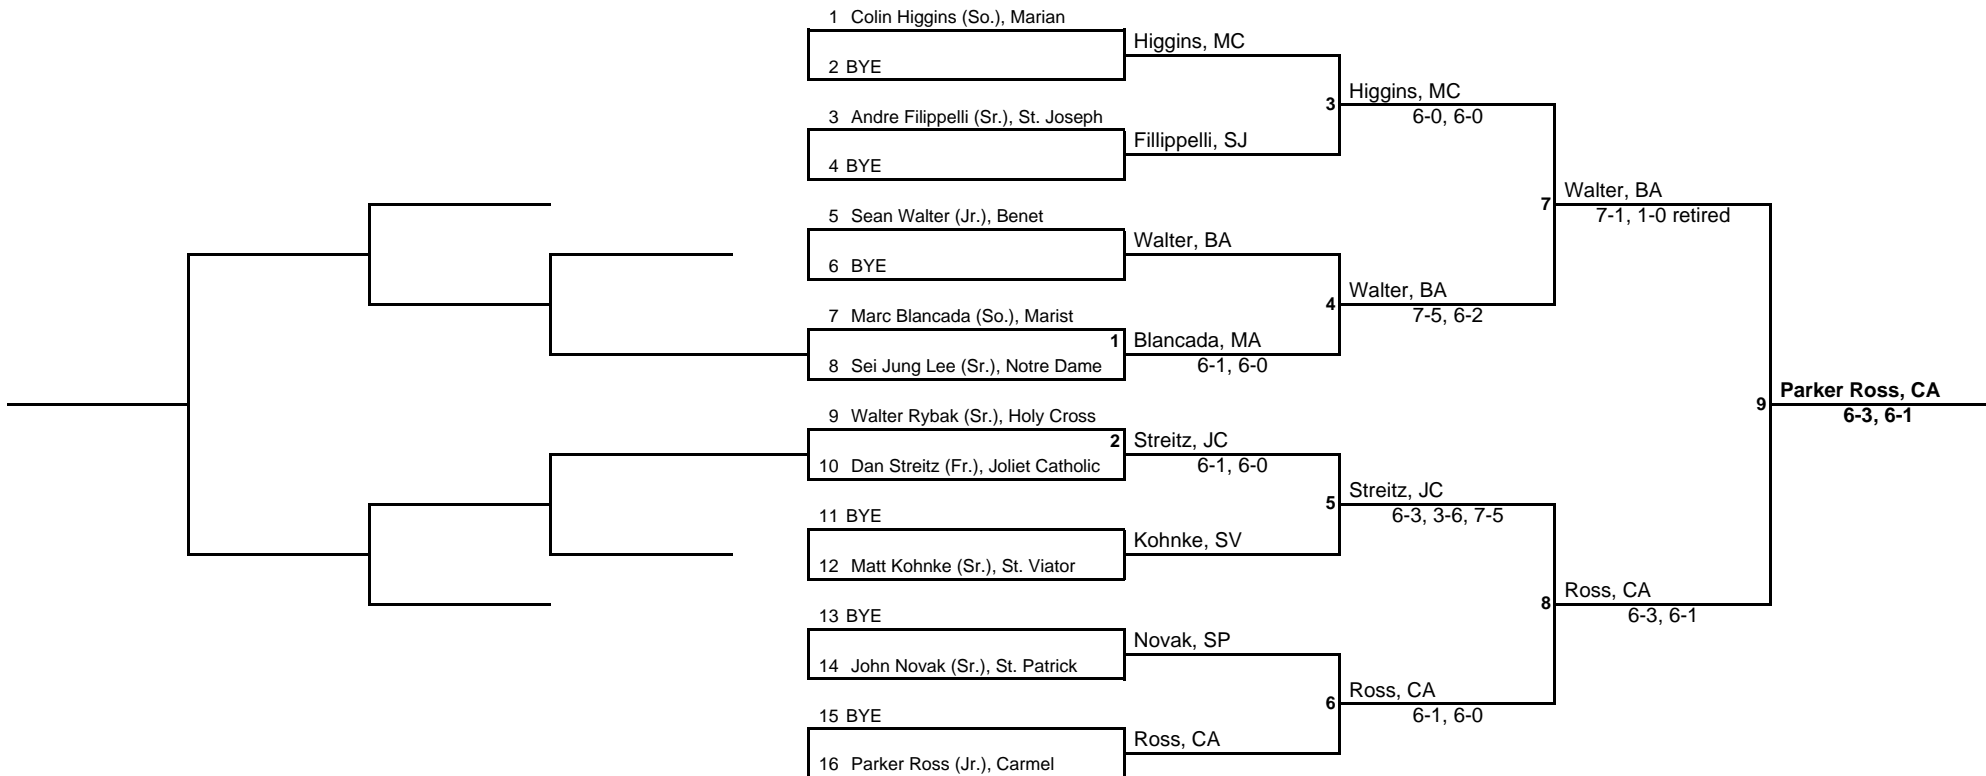 1 Colin Higgins (So.), Marian
Higgins, MC
2 BYE
Higgins, MC
3
6-0, 6-0
3 Andre Filippelli (Sr.), St. Joseph
Fillippelli, SJ
4 BYE
Walter, BA
7
7-1, 1-0 retired
5 Sean Walter (Jr.), Benet
Walter, BA
6 BYE
Walter, BA
4
7-5, 6-2
7 Marc Blancada (So.), Marist
1 Blancada, MA
8 Sei Jung Lee (Sr.), Notre Dame
6-1, 6-0
Parker Ross, CA
9
6-3, 6-1
9 Walter Rybak (Sr.), Holy Cross
2 Streitz, JC
10 Dan Streitz (Fr.), Joliet Catholic
6-1, 6-0
Streitz, JC
5
6-3, 3-6, 7-5
11 BYE
Kohnke, SV
12 Matt Kohnke (Sr.), St. Viator
Ross, CA
8
6-3, 6-1
13 BYE
Novak, SP
14 John Novak (Sr.), St. Patrick
Ross, CA
6
6-1, 6-0
15 BYE
Ross, CA
16 Parker Ross (Jr.), Carmel